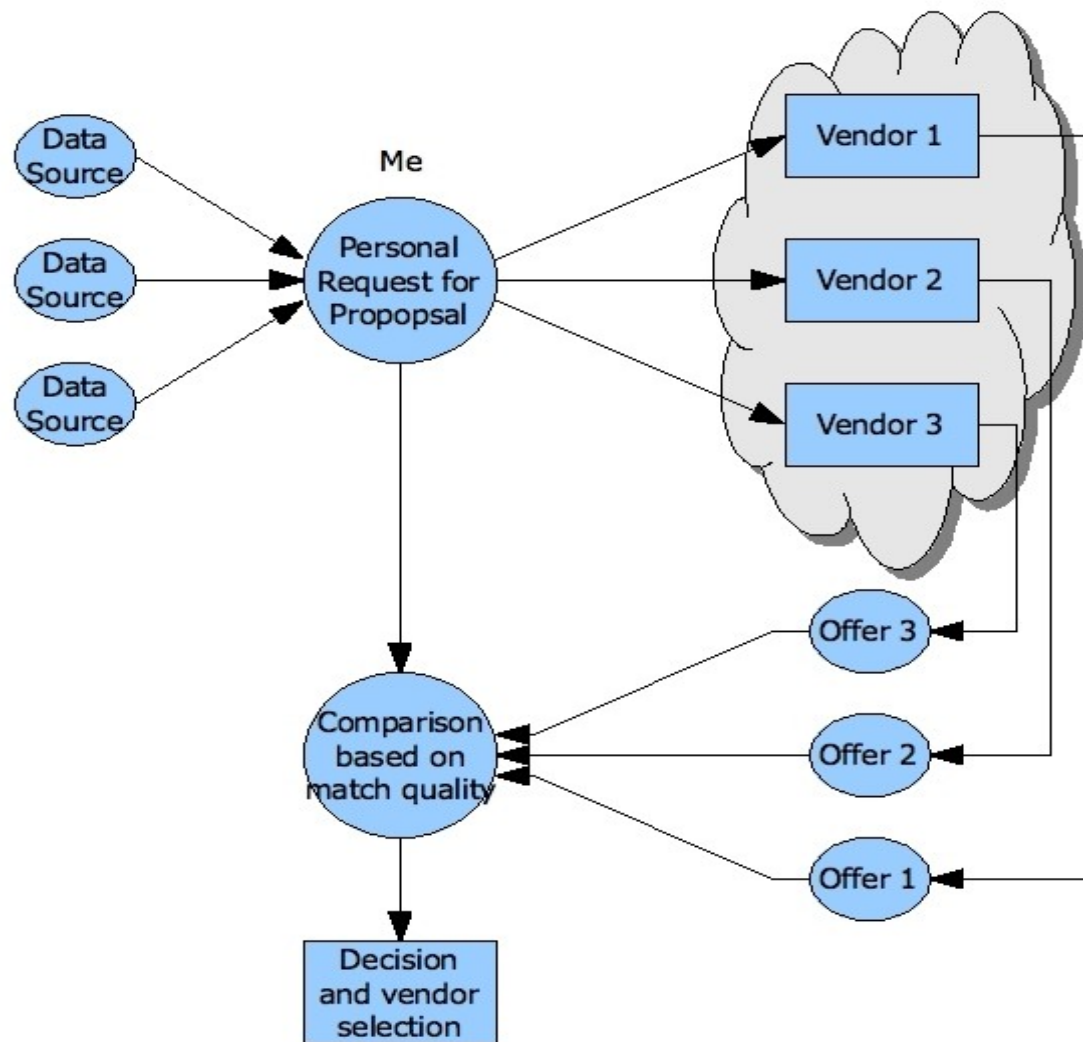 Data
Source
Data
Source
Data
Source
Me
Personal
Request for
Propopsal
Vendor 1
Vendor 2
Vendor 3
Offer 3
Offer 2
Offer 1
Comparison
based on
match quality
Decision
and vendor
selection